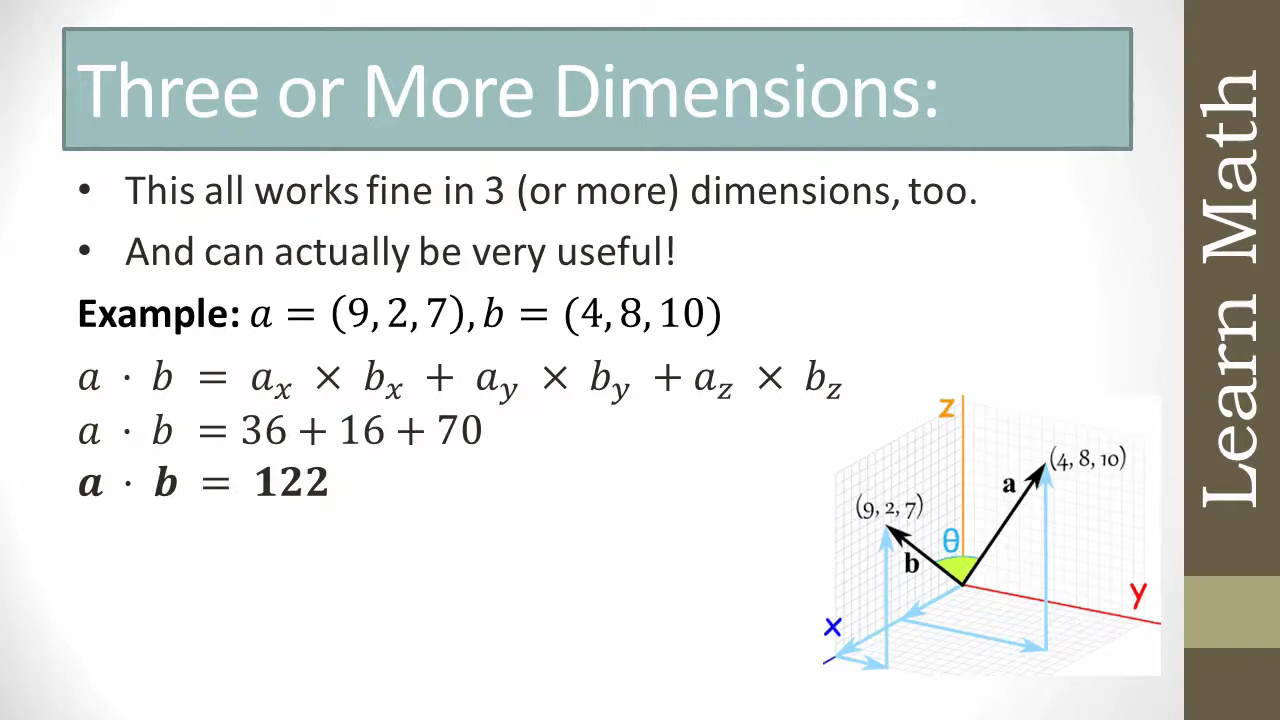 Three or More Dimensions:
• This all works fine in 3 (or more) dimensions, too.
• And can actually be very useful!
Example: a = (9, 2, 7), b = (4, 8, 10)
a · b = aₓ × bₓ + a_y × b_y + a_z × b_z
a · b = 36 + 16 + 70
a · b = 122
z
(4, 8, 10)
a
(9, 2, 7)
θ
b
y
x
Learn Math